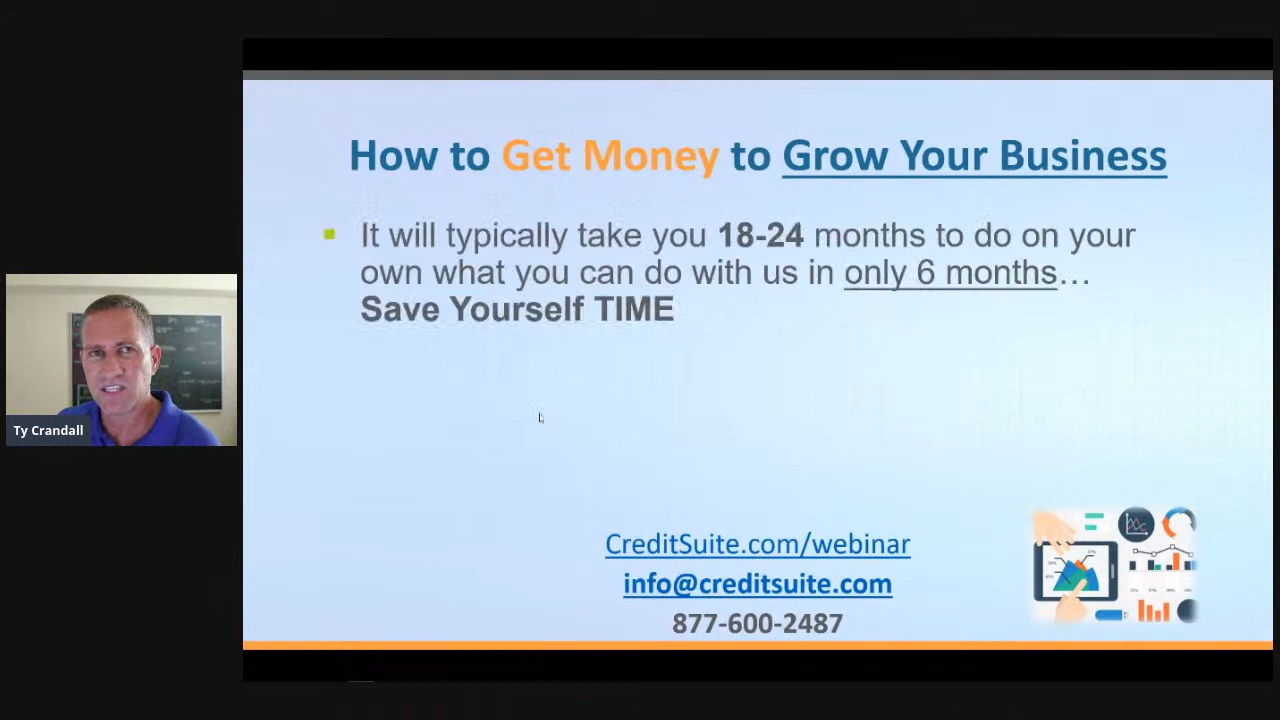 How to Get Money to Grow Your Business
It will typically take you 18-24 months to do on your
own what you can do with us in only 6 months…
Save Yourself TIME
Ty Crandall
CreditSuite.com/webinar
info@creditsuite.com
877-600-2487